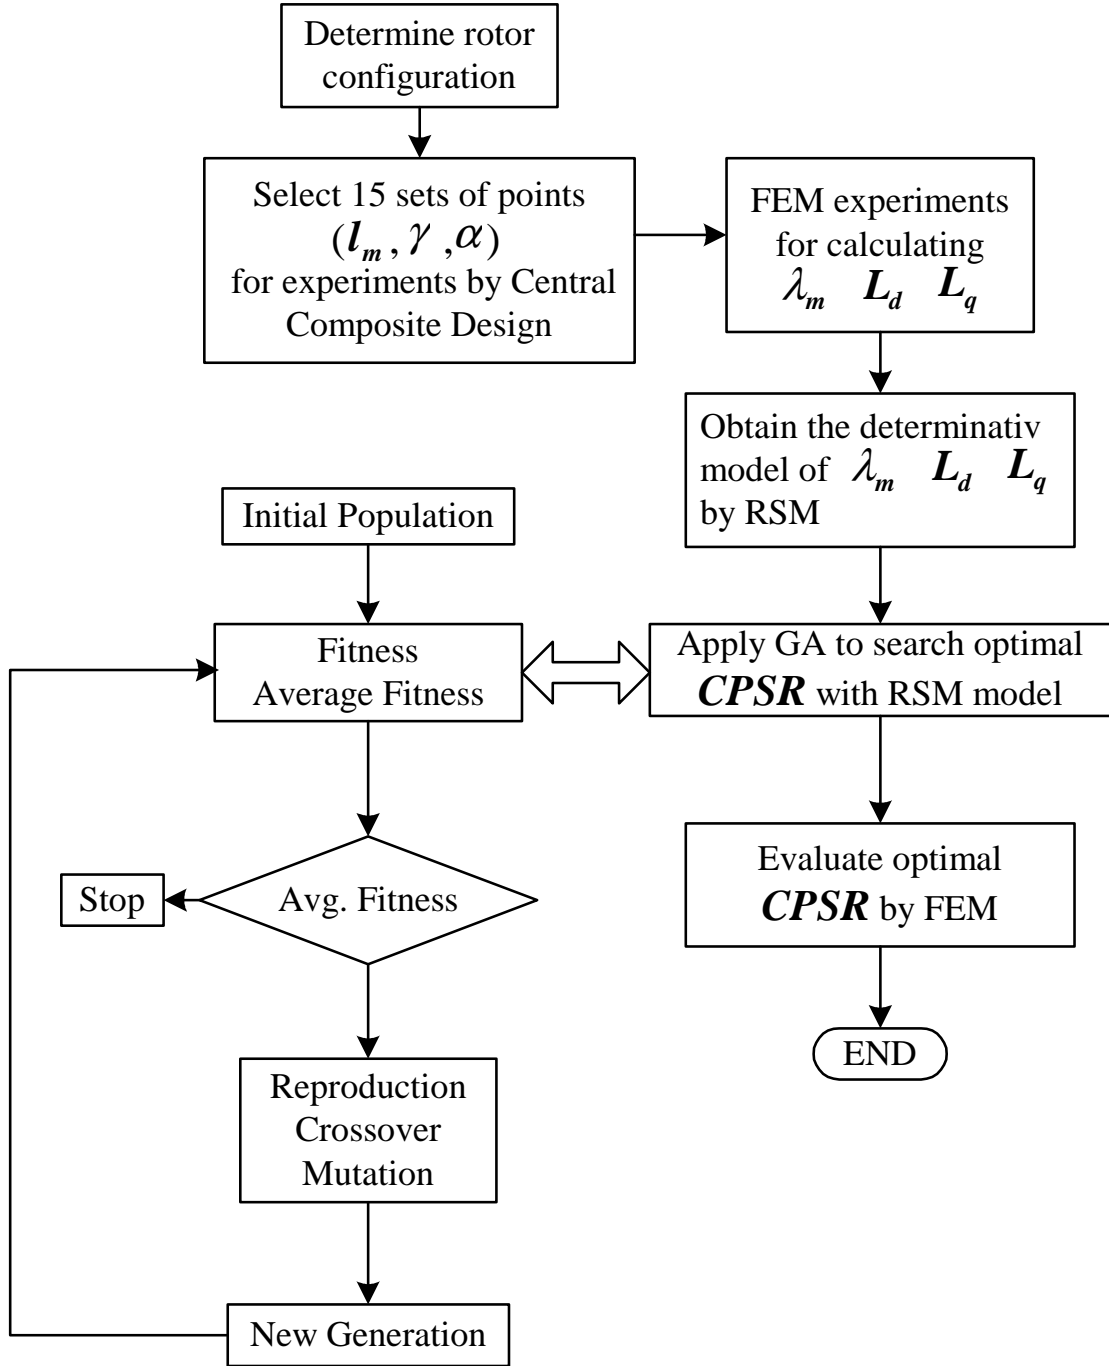 Determine rotor
configuration
Select 15 sets of points
(l_m, γ ,α)
for experiments by Central
Composite Design
FEM experiments
for calculating
λ_m L_d L_q
Obtain the determinativ
model of λ_m L_d L_q
by RSM
Initial Population
Fitness
Average Fitness
Apply GA to search optimal
CPSR with RSM model
Stop
Avg. Fitness
Evaluate optimal
CPSR by FEM
END
Reproduction
Crossover
Mutation
New Generation